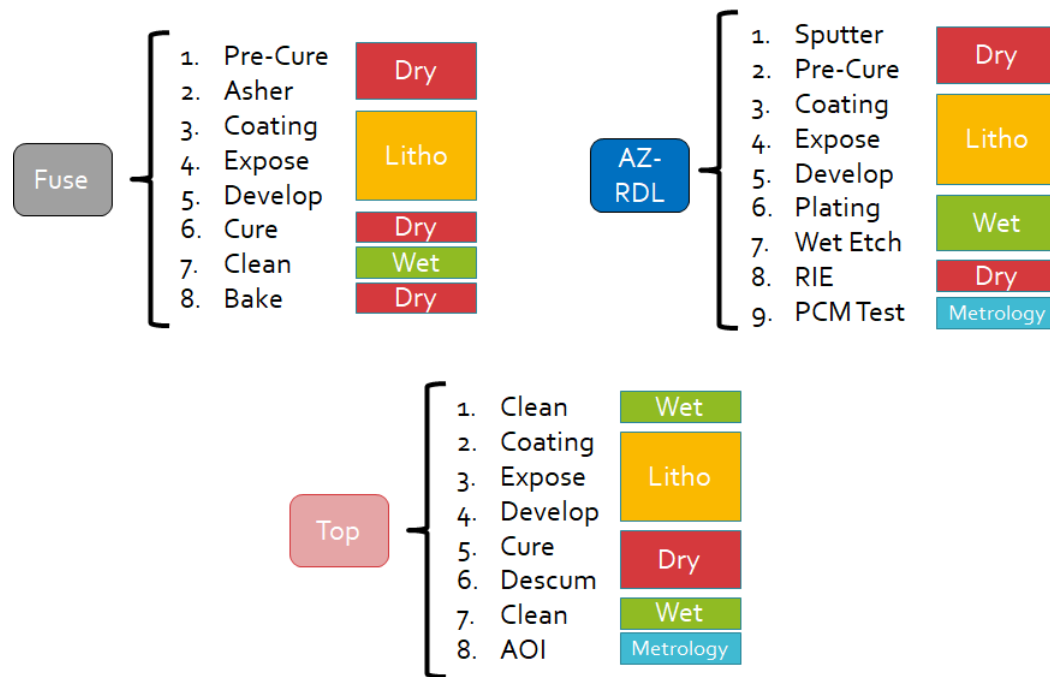 Fuse
1. Pre-Cure
2. Asher
3. Coating
4. Expose
5. Develop
6. Cure
7. Clean
8. Bake
Dry
Litho
Dry
Wet
Dry
AZ-
RDL
1. Sputter
2. Pre-Cure
3. Coating
4. Expose
5. Develop
6. Plating
7. Wet Etch
8. RIE
9. PCM Test
Dry
Litho
Wet
Dry
Metrology
Top
1. Clean
2. Coating
3. Expose
4. Develop
5. Cure
6. Descum
7. Clean
8. AOI
Wet
Litho
Dry
Wet
Metrology